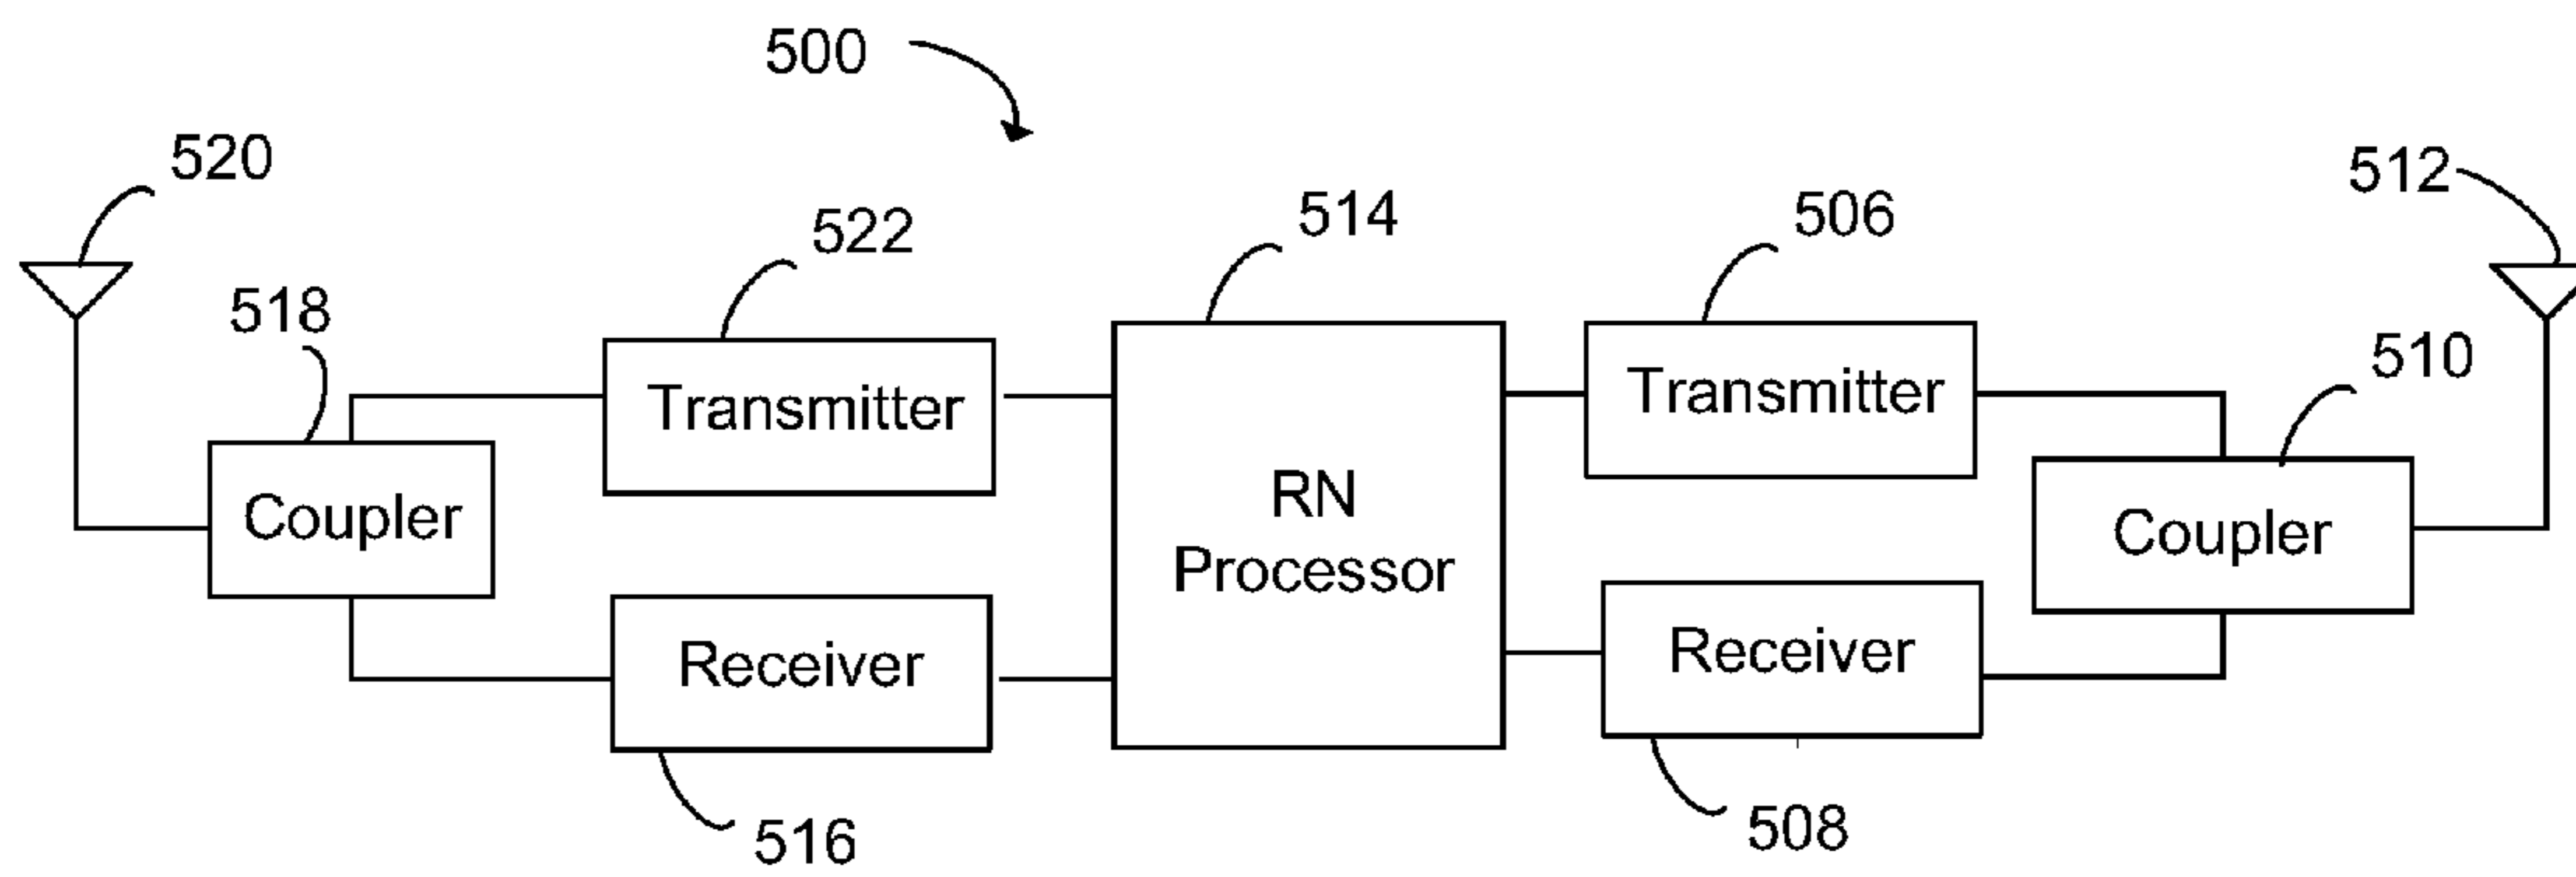 500
520
512
522
514
506
518
510
Transmitter
Transmitter
RN
Processor
Coupler
Coupler
Receiver
Receiver
516
508